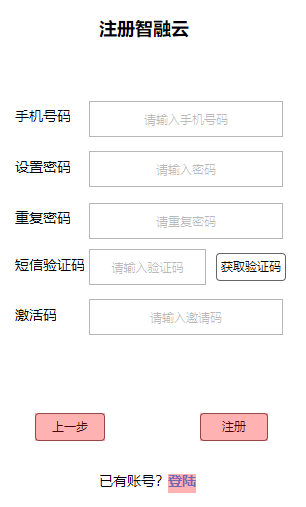 注册智融云
手机号码 请输入手机号码
设置密码 请输入密码
重复密码 请重复密码
短信验证码 请输入验证码 获取验证码
激活码 请输入邀请码
上一步 注册
已有账号? 登陆